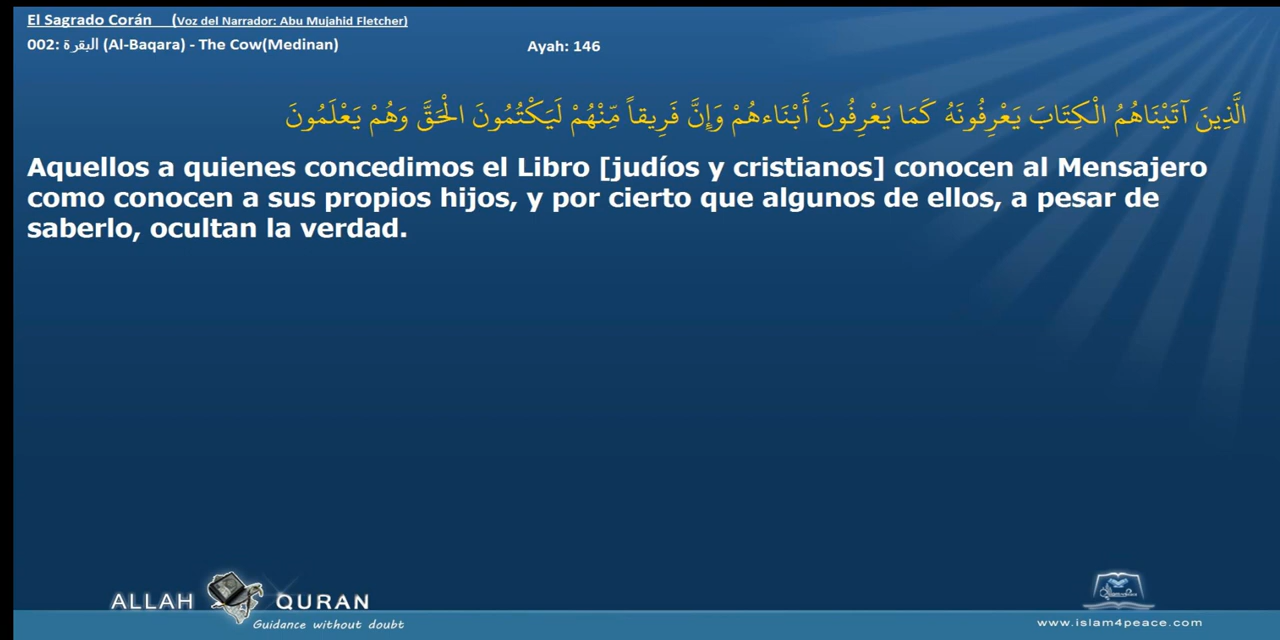 El Sagrado Corán (Voz del Narrador: Abu Mujahid Fletcher)
002: البقرة (Al-Baqara) - The Cow(Medinan)
Ayah: 146
الَّذِينَ آتَيْنَاهُمُ الْكِتَابَ يَعْرِفُونَهُ كَمَا يَعْرِفُونَ أَبْنَاءهُمْ وَإِنَّ فَرِيقاً مِّنْهُمْ لَيَكْتُمُونَ الْحَقَّ وَهُمْ يَعْلَمُونَ
Aquellos a quienes concedimos el Libro [judíos y cristianos] conocen al Mensajero
como conocen a sus propios hijos, y por cierto que algunos de ellos, a pesar de
saberlo, ocultan la verdad.
ALLAH QURAN
Guidance without doubt
www.islam4peace.com